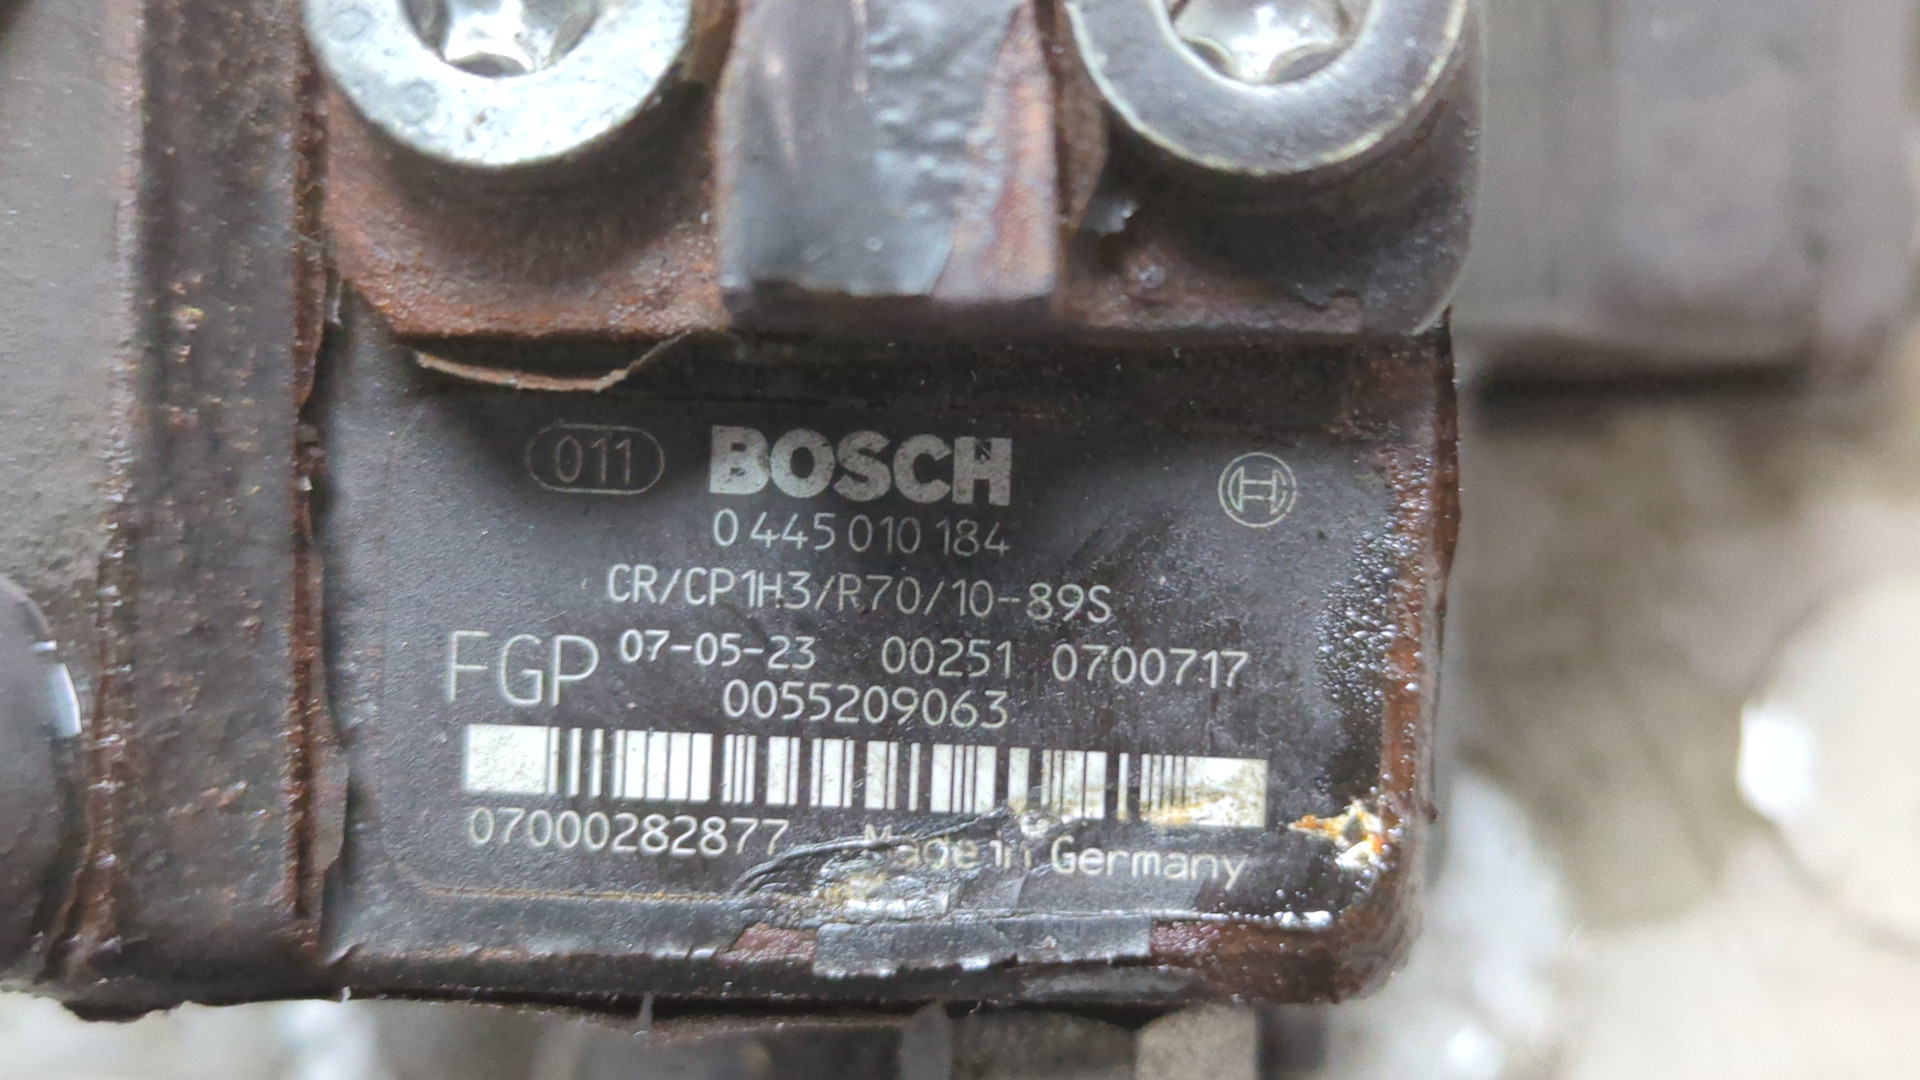 011 BOSCH
0 445 010 184
CR/CP1H3/R70/10-89S
FGP 07-05-23 00251 0700717
0055209063
07000282877 Made in Germany